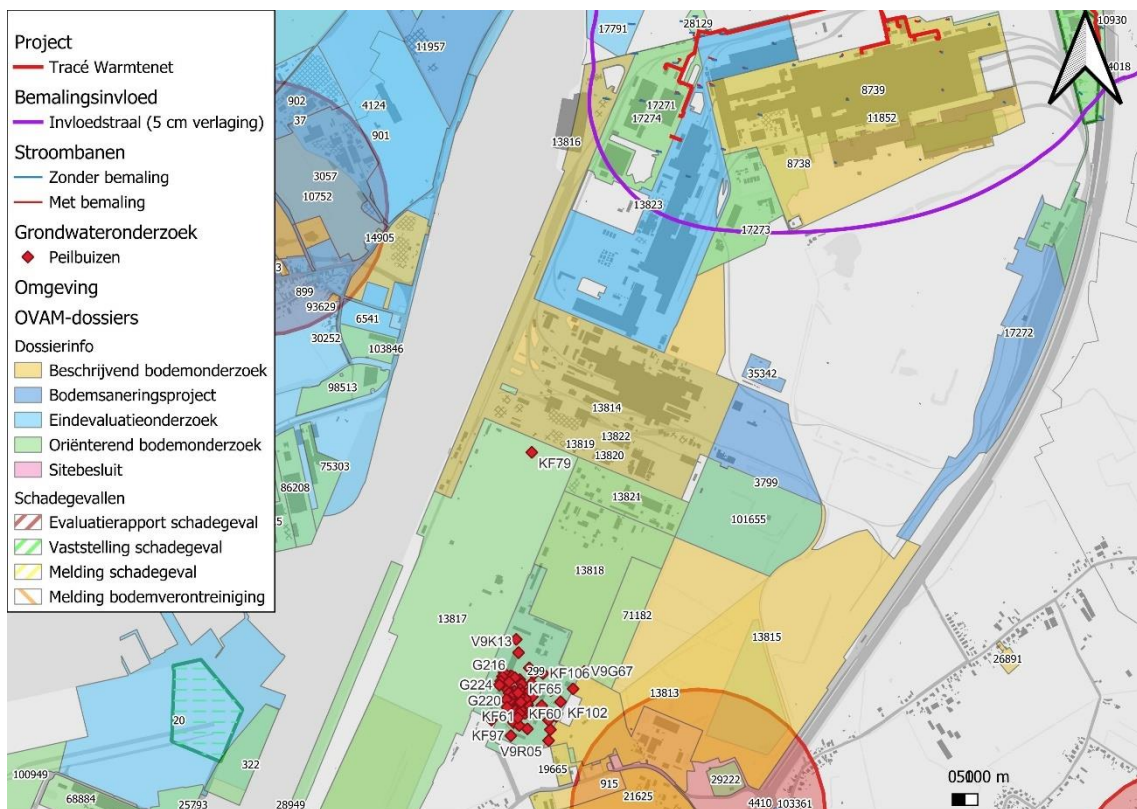 Project
Tracé Warmtenet
Bemalingsinvloed
Invloedstraal (5 cm verlaging)
Stroombanen
Zonder bemaling
Met bemaling
Grondwateronderzoek
Peilbuizen
Omgeving
OVAM-dossiers
Dossierinfo
Beschrijvend bodemonderzoek
Bodemsaneringsproject
Eindevaluatieonderzoek
Oriënterend bodemonderzoek
Sitebesluit
Schadegevallen
Evaluatierapport schadegeval
Vaststelling schadegeval
Melding schadegeval
Melding bodemverontreiniging
17791
28129
10930
11957
4018
902
4124
37
901
17271
17274
8739
11852
13816
8738
3057
10752
13823
14905
17273
3
899
93629
6541
30252
103846
17272
98513
35342
13814
13822
13819
13820
KF79
75303
86208
5
3799
13821
101655
13818
13817
71182
V9K13
13815
G216
299
KF106
V9G67
26891
G224
KF65
G220
13813
KF61
KF60
KF102
20
KF97
V9R05
322
19665
100949
915
29222
68884
25793
28949
21625
4410
103361